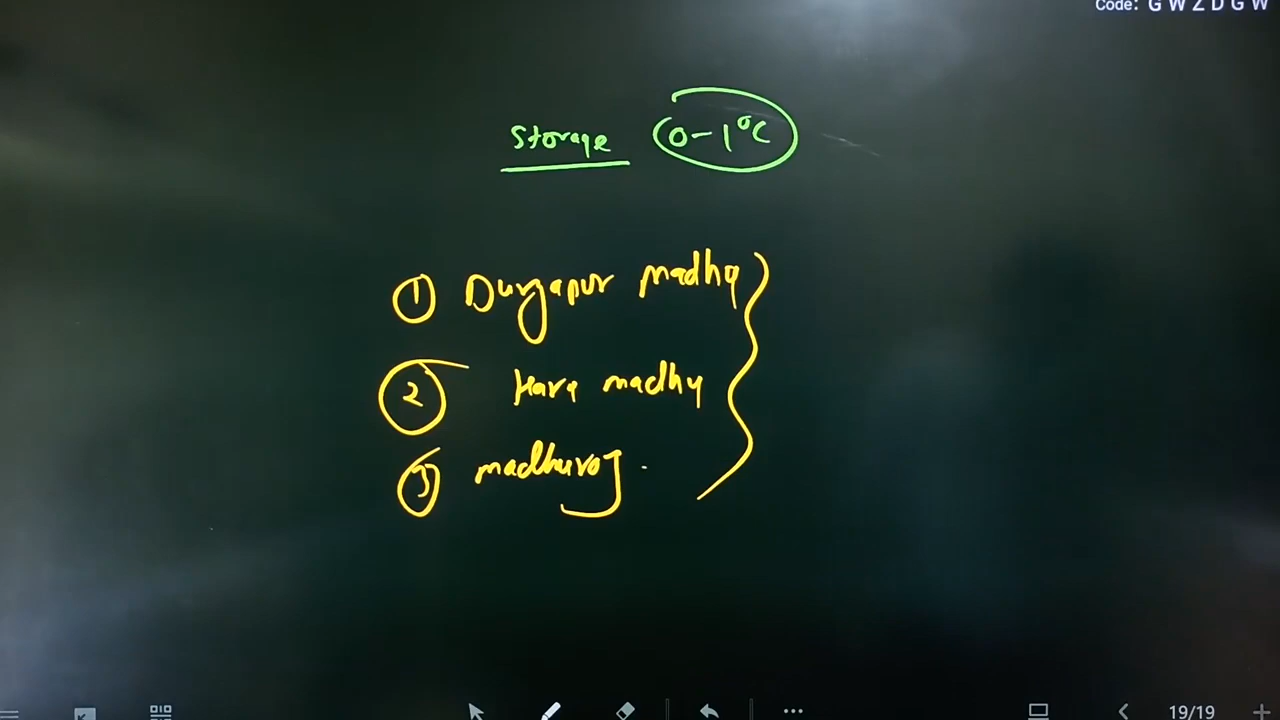 Code: G W Z D G W
Storage 0-1°C
1 Durgapur madhu
2 Hara madhu
3 madhuraj
19/19